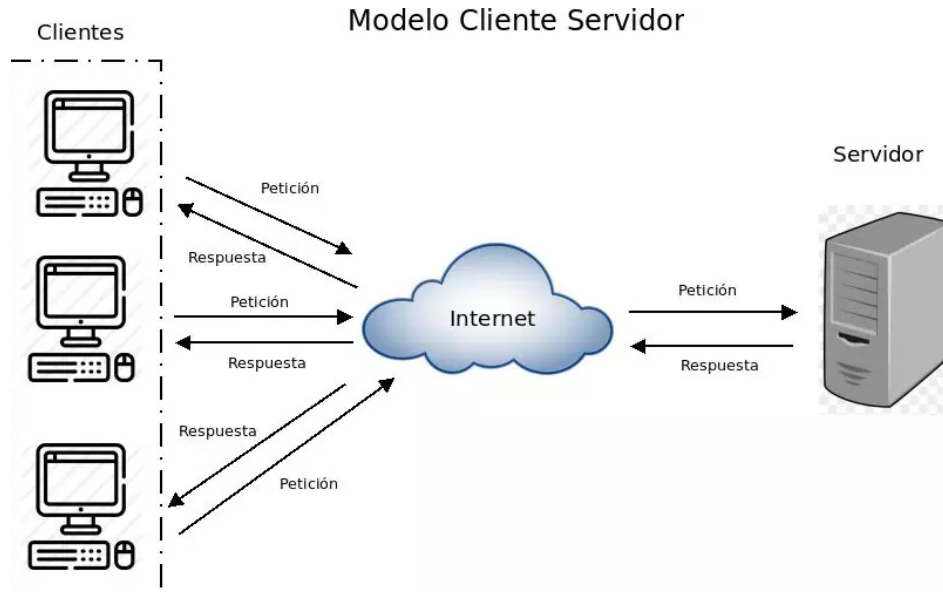 Modelo Cliente Servidor
Clientes
Servidor
Petición
Respuesta
Petición
Respuesta
Internet
Petición
Respuesta
Respuesta
Petición